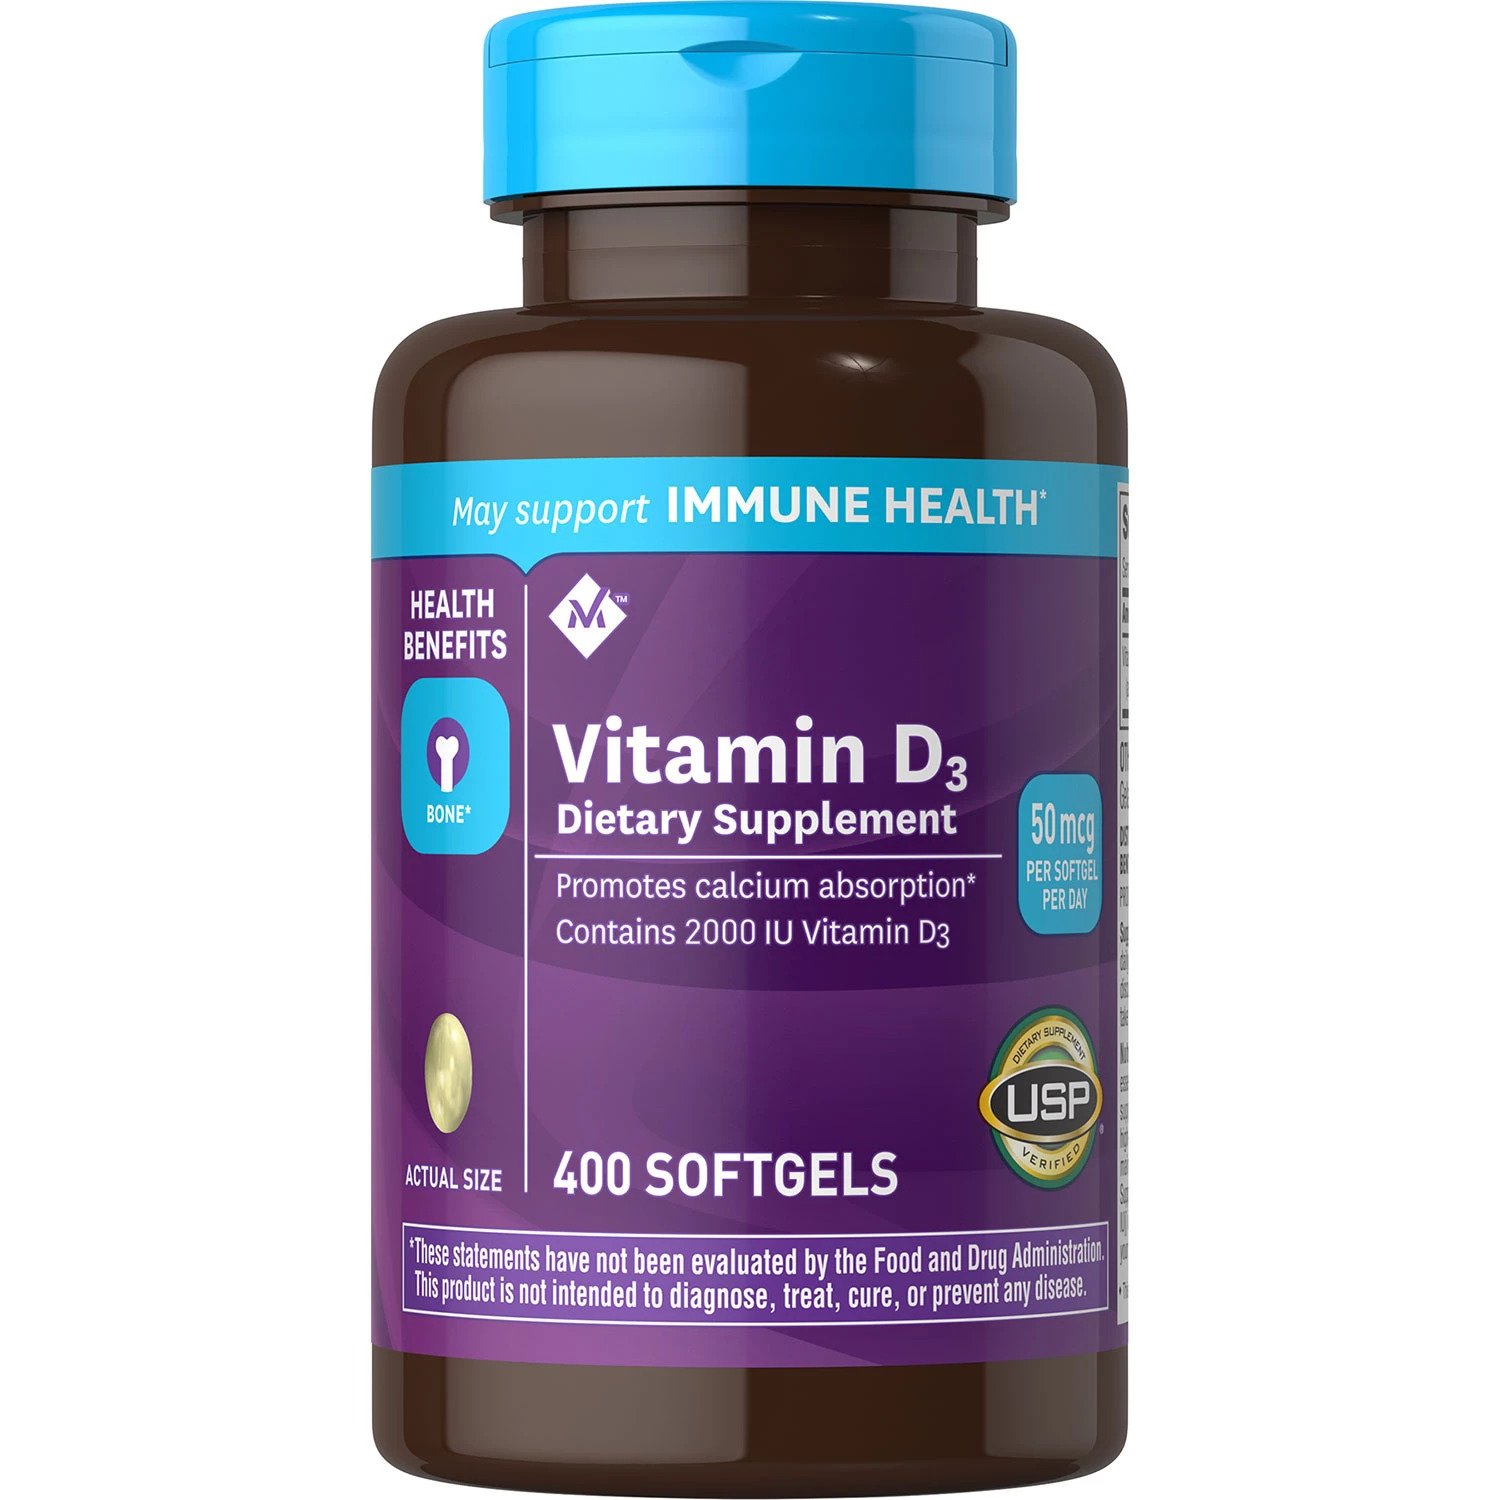 May support IMMUNE HEALTH*
HEALTH
BENEFITS
BONE*
ACTUAL SIZE
M™
Vitamin D3
Dietary Supplement
Promotes calcium absorption*
Contains 2000 IU Vitamin D3
50 mcg
PER SOFTGEL
PER DAY
DIETARY SUPPLEMENT
USP®
VERIFIED
400 SOFTGELS
*These statements have not been evaluated by the Food and Drug Administration.
This product is not intended to diagnose, treat, cure, or prevent any disease.